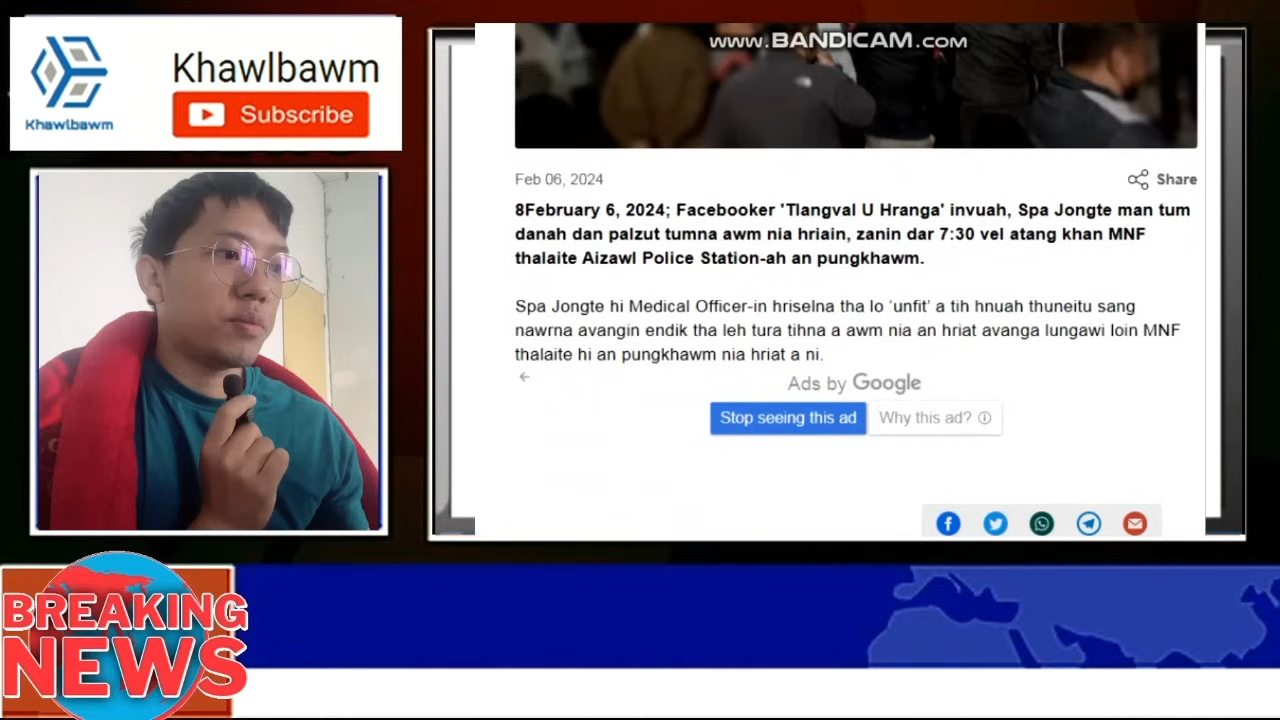 Khawlbawm
Subscribe
Khawlbawm
www.BANDICAM.com
Feb 06, 2024
Share
8February 6, 2024; Facebooker 'Tlangval U Hranga' invuah, Spa Jongte man tum
danah dan palzut tumna awm nia hriain, zanin dar 7:30 vel atang khan MNF
thalaite Aizawl Police Station-ah an pungkhawm.
Spa Jongte hi Medical Officer-in hriselna tha lo ‘unfit’ a tih hnuah thuneitu sang
nawrna avangin endik tha leh tura tihna a awm nia an hriat avanga lungawi loin MNF
thalaite hi an pungkhawm nia hriat a ni.
Ads by Google
Stop seeing this ad
Why this ad?
BREAKING
NEWS